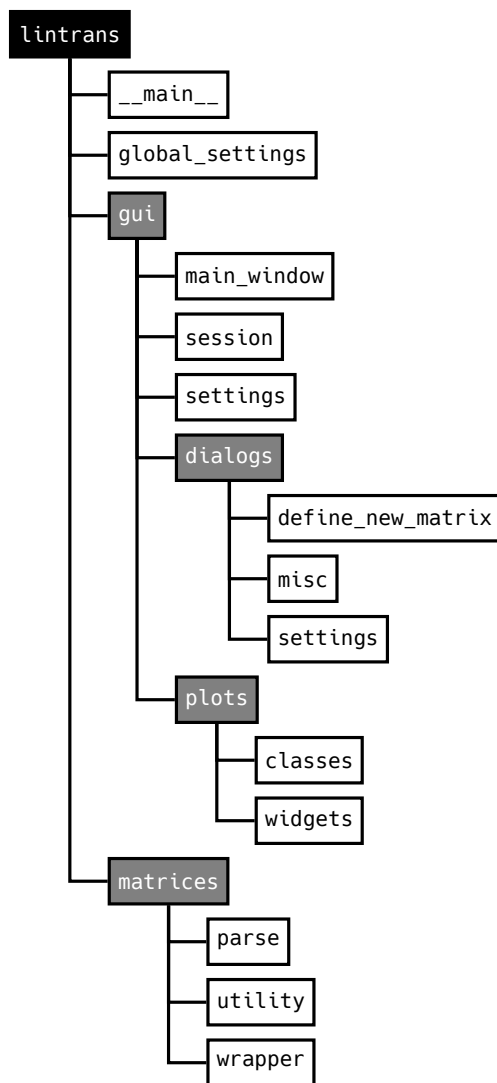 lintrans
__main__
global_settings
gui
main_window
session
settings
dialogs
define_new_matrix
misc
settings
plots
classes
widgets
matrices
parse
utility
wrapper